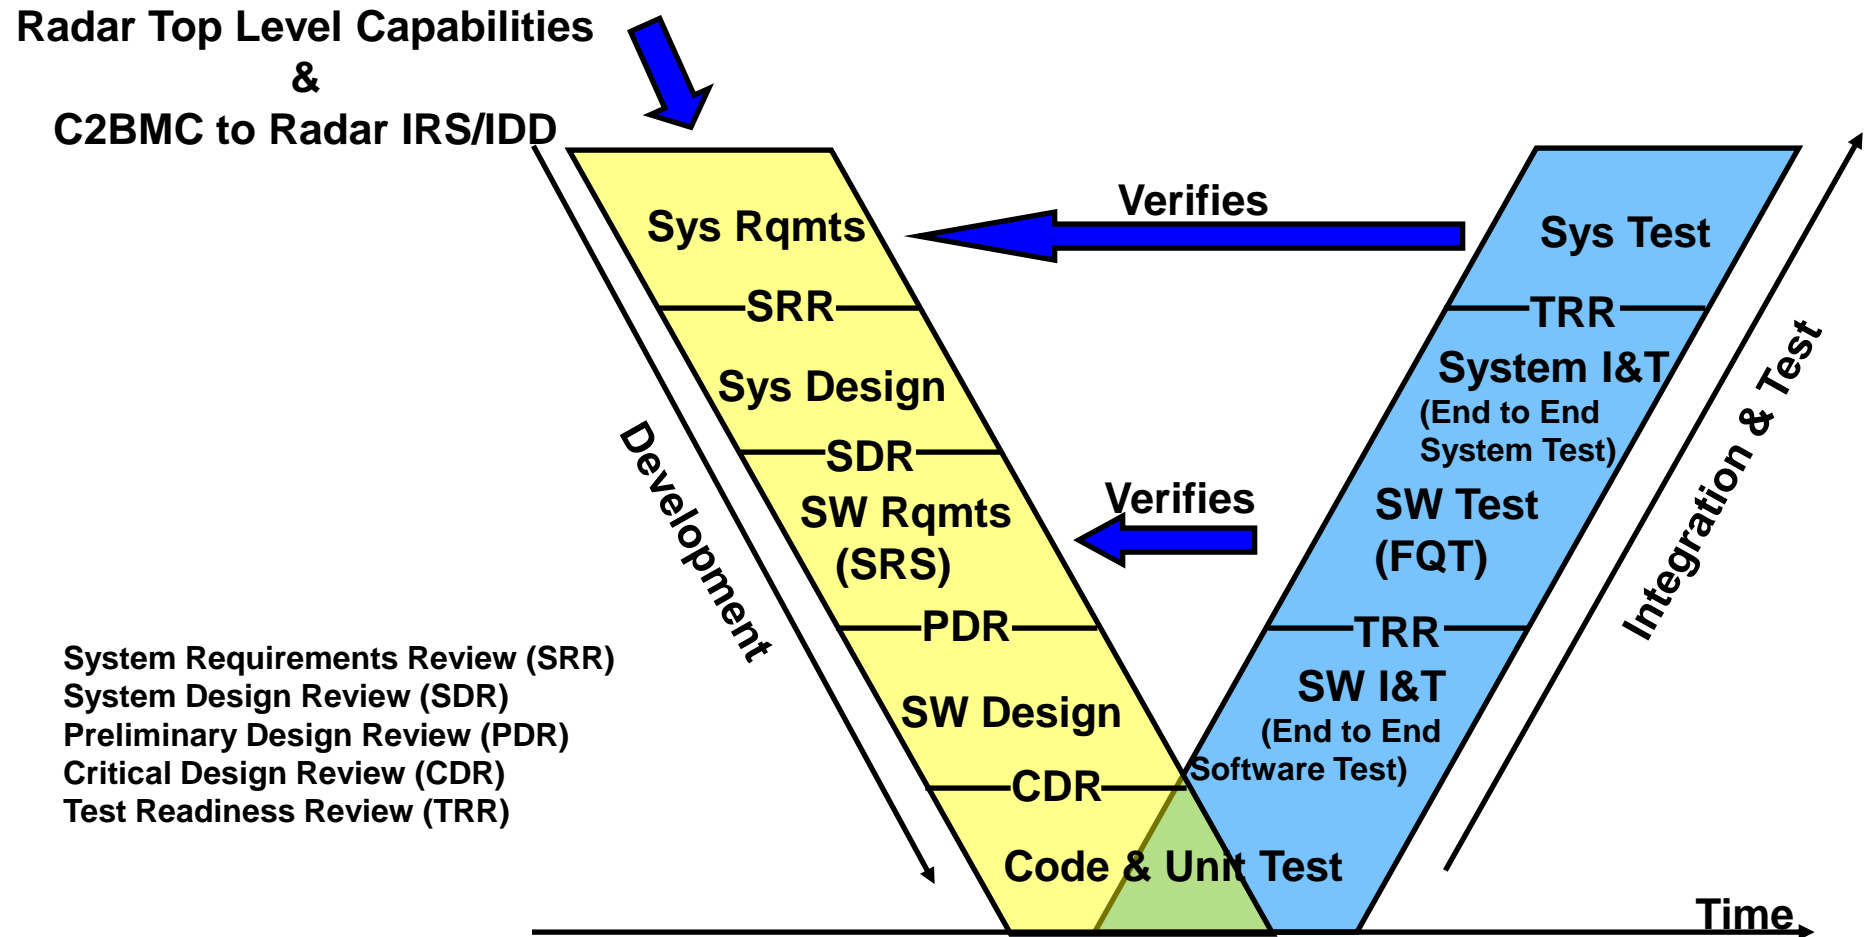 Radar Top Level Capabilities
&
C2BMC to Radar IRS/IDD
Verifies
Sys Rqmts
Sys Test
SRR
TRR
Sys Design
System I&T
(End to End
System Test)
SDR
SW Rqmts
(SRS)
Verifies
SW Test
(FQT)
Development
Integration & Test
PDR
TRR
SW Design
SW I&T
(End to End
Software Test)
CDR
Code & Unit Test
System Requirements Review (SRR)
System Design Review (SDR)
Preliminary Design Review (PDR)
Critical Design Review (CDR)
Test Readiness Review (TRR)
Time